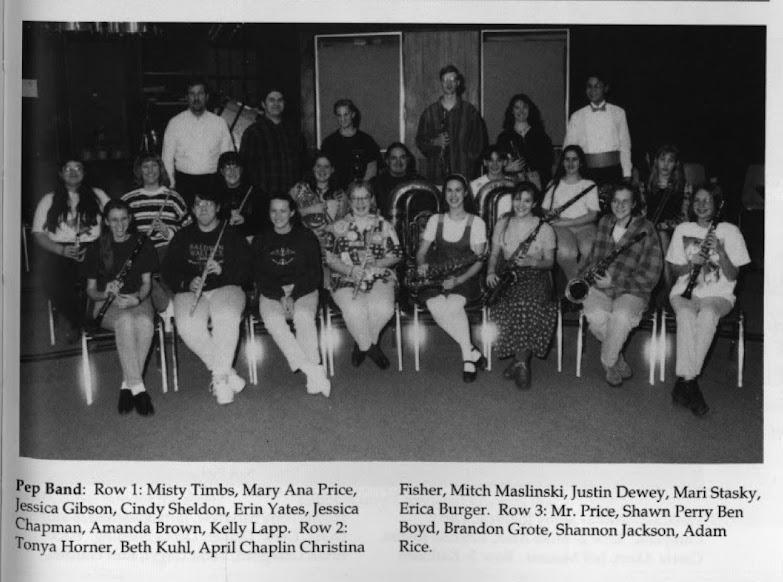 BALDWIN
WALLACE
Pep Band: Row 1: Misty Timbs, Mary Ana Price,
Jessica Gibson, Cindy Sheldon, Erin Yates, Jessica
Chapman, Amanda Brown, Kelly Lapp. Row 2:
Tonya Horner, Beth Kuhl, April Chaplin Christina
Fisher, Mitch Maslinski, Justin Dewey, Mari Stasky,
Erica Burger. Row 3: Mr. Price, Shawn Perry Ben
Boyd, Brandon Grote, Shannon Jackson, Adam
Rice.